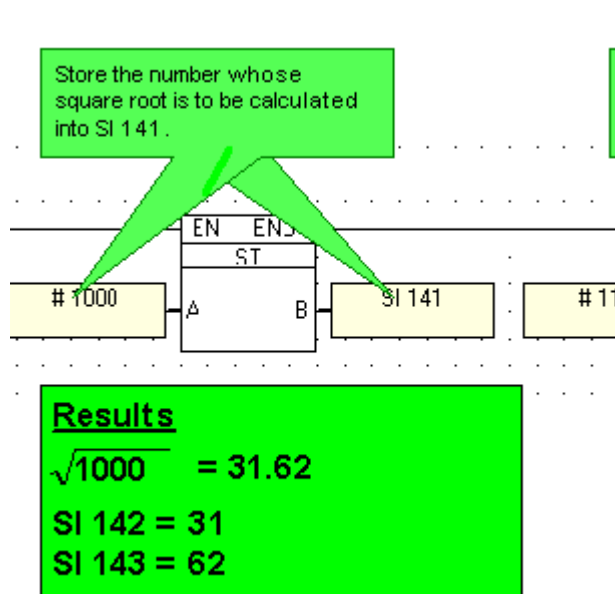 Store the number whose
square root is to be calculated
into SI 141.
EN
ST
# 1000
A
B
SI 141
Results
√1000 = 31.62
SI 142 = 31
SI 143 = 62